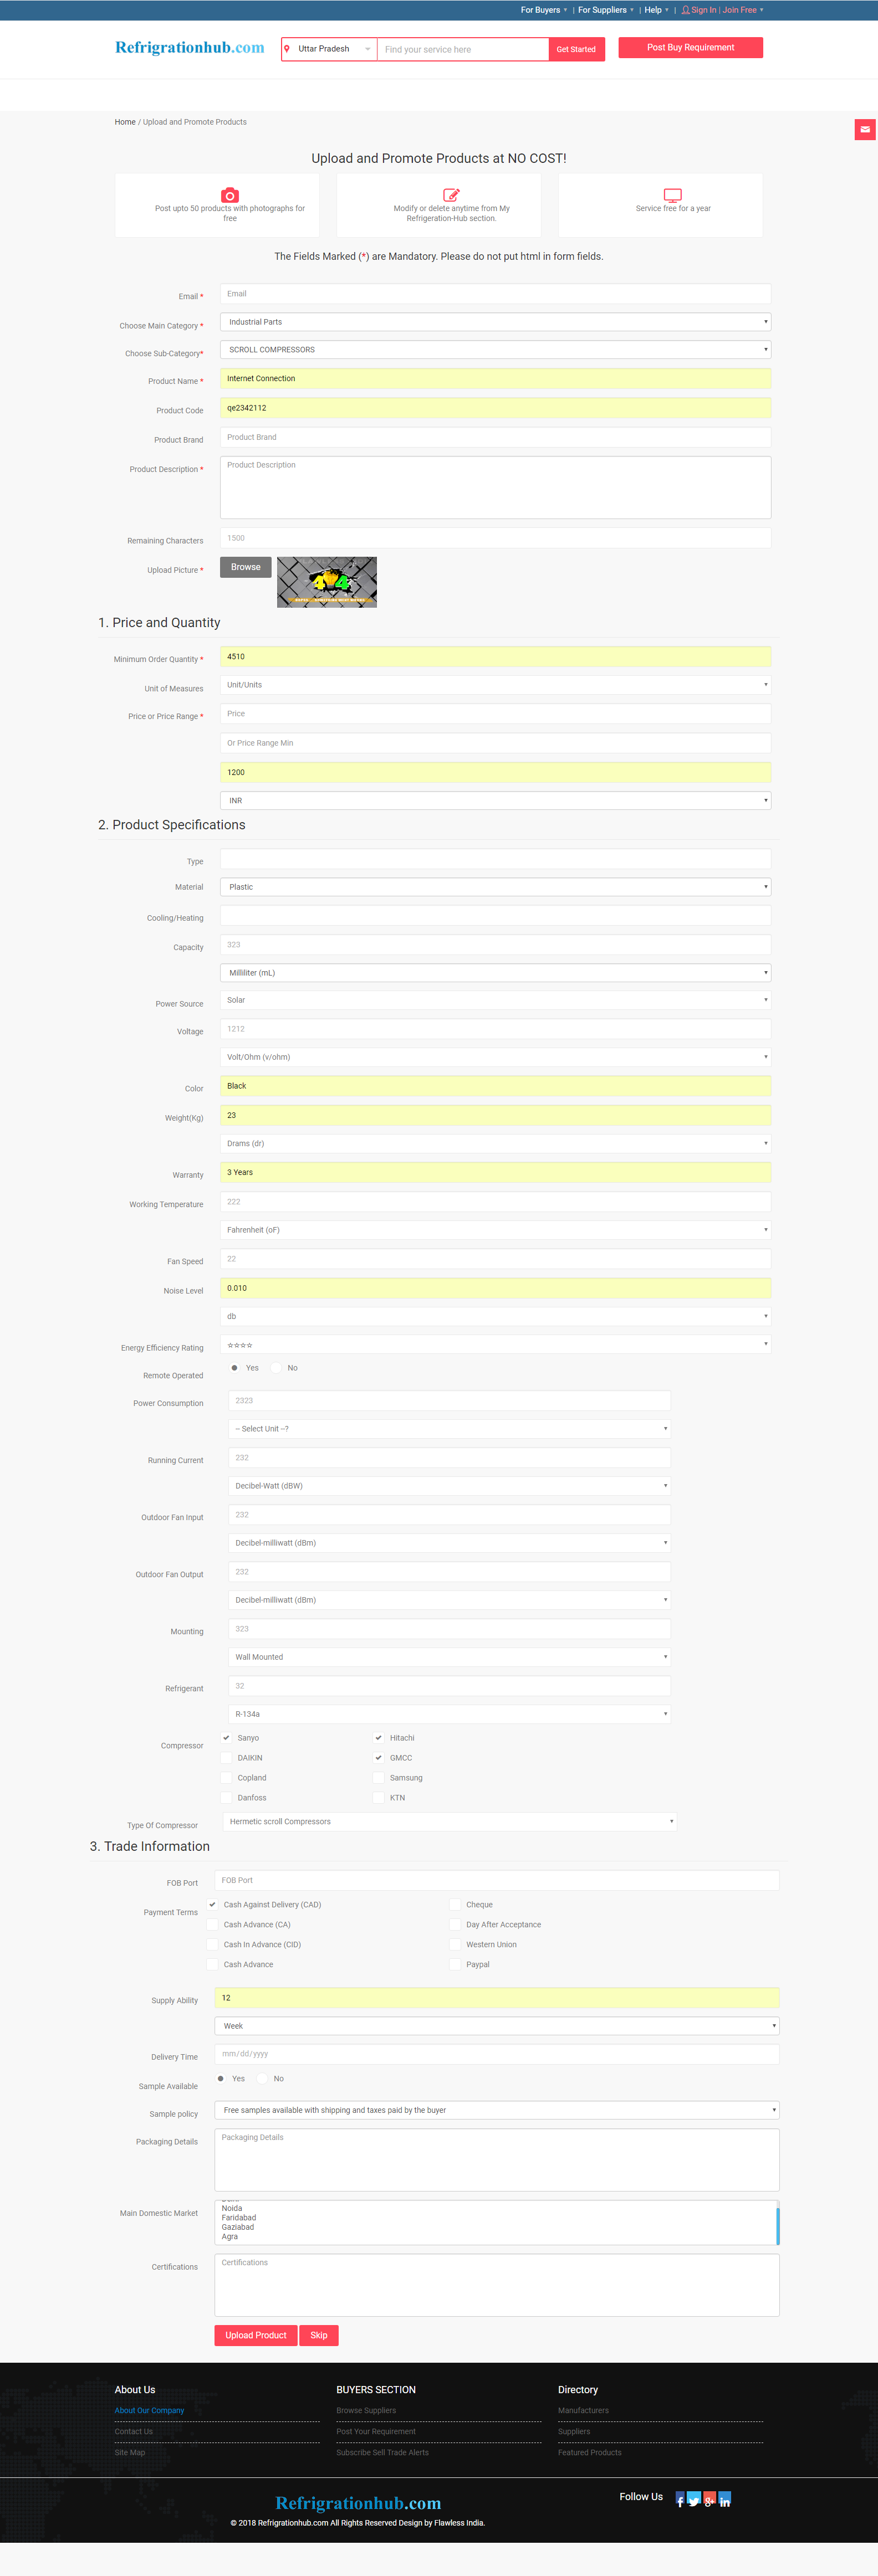 For Buyers | For Suppliers | Help | Sign In | Join Free
Refrigrationhub.com Uttar Pradesh Find your service here Get Started Post Buy Requirement
Home / Upload and Promote Products
Upload and Promote Products at NO COST!
Post upto 50 products with photographs for
free
Modify or delete anytime from My
Refrigeration-Hub section.
Service free for a year
The Fields Marked (*) are Mandatory. Please do not put html in form fields.
Email * Email
Choose Main Category * Industrial Parts
Choose Sub-Category* SCROLL COMPRESSORS
Product Name * Internet Connection
Product Code qe2342112
Product Brand Product Brand
Product Description * Product Description
Remaining Characters 1500
Upload Picture * Browse
1. Price and Quantity
Minimum Order Quantity * 4510
Unit of Measures Unit/Units
Price or Price Range * Price
Or Price Range Min
1200
INR
2. Product Specifications
Type
Material Plastic
Cooling/Heating
Capacity 323
Milliliter (mL)
Power Source Solar
Voltage 1212
Volt/Ohm (v/ohm)
Color Black
Weight(Kg) 23
Drams (dr)
Warranty 3 Years
Working Temperature 222
Fahrenheit (oF)
Fan Speed 22
Noise Level 0.010
db
Energy Efficiency Rating ☆☆☆☆
Remote Operated Yes No
Power Consumption 2323
-- Select Unit --?
Running Current 232
Decibel-Watt (dBW)
Outdoor Fan Input 232
Decibel-milliwatt (dBm)
Outdoor Fan Output 232
Decibel-milliwatt (dBm)
Mounting 323
Wall Mounted
Refrigerant 32
R-134a
Compressor Sanyo Hitachi
DAIKIN GMCC
Copland Samsung
Danfoss KTN
Type Of Compressor Hermetic scroll Compressors
3. Trade Information
FOB Port FOB Port
Payment Terms Cash Against Delivery (CAD) Cheque
Cash Advance (CA) Day After Acceptance
Cash In Advance (CID) Western Union
Cash Advance Paypal
Supply Ability 12
Week
Delivery Time mm/dd/yyyy
Sample Available Yes No
Sample policy Free samples available with shipping and taxes paid by the buyer
Packaging Details Packaging Details
Main Domestic Market
Noida
Faridabad
Gaziabad
Agra
Certifications Certifications
Upload Product Skip
About Us BUYERS SECTION Directory
About Our Company Browse Suppliers Manufacturers
Contact Us Post Your Requirement Suppliers
Site Map Subscribe Sell Trade Alerts Featured Products
Refrigrationhub.com Follow Us
© 2018 Refrigrationhub.com All Rights Reserved Design by Flawless India.